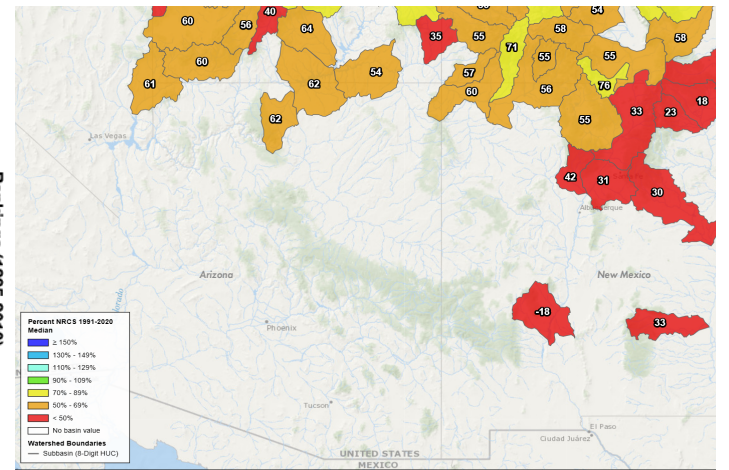 40
60
56
64
35
55
58
54
58
71
60
62
54
57
55
55
61
60
56
76
62
55
33
23
18
Las Vegas
42
31
30
Albuquerque
Arizona
New Mexico
-18
33
Phoenix
Tucson
El Paso
Ciudad Juárez
UNITED STATES
MEXICO
Percent NRCS 1991-2020
Median
≥ 150%
130% - 149%
110% - 129%
90% - 109%
70% - 89%
50% - 69%
< 50%
No basin value
Watershed Boundaries
Subbasin (8-Digit HUC)